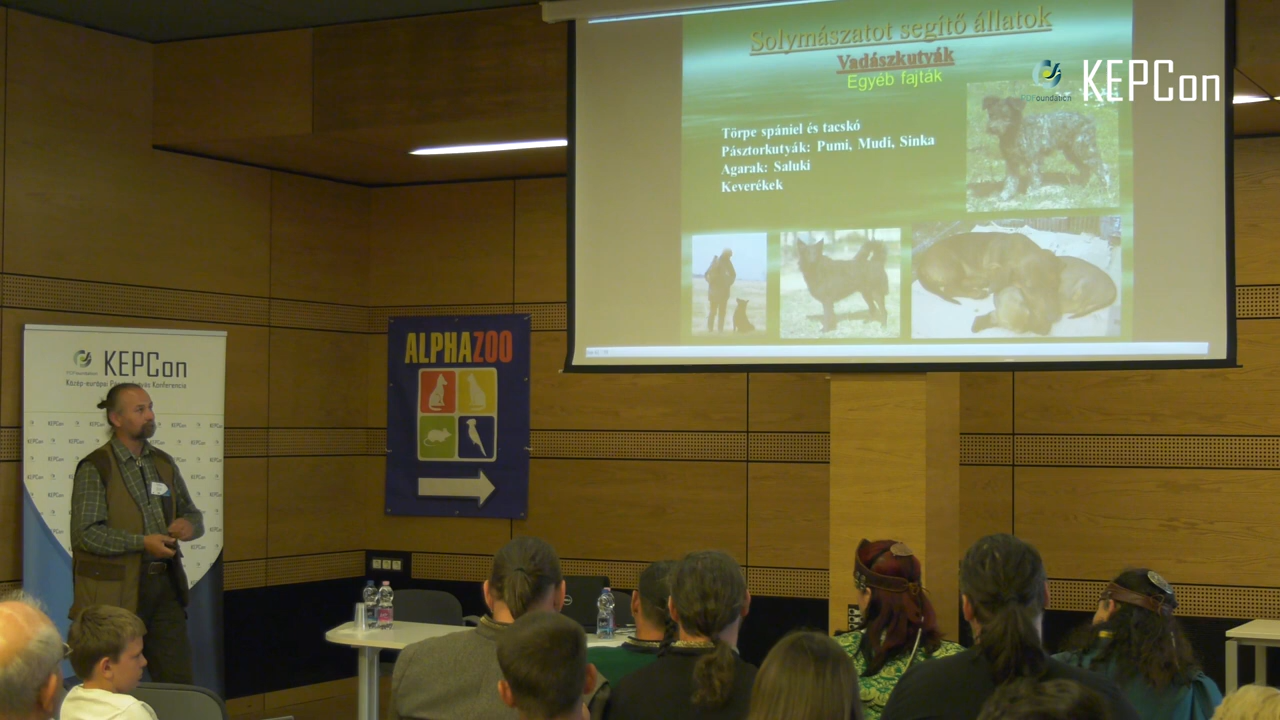 Solymászatot segítő állatok
Vadászkutyák
Egyéb fajták
Törpe spániel és tacskó
Pásztorkutyák: Pumi, Mudi, Sinka
Agarak: Saluki
Keverékek
PDFoundation
KEPCon
ALPHAZOO
KEPCon